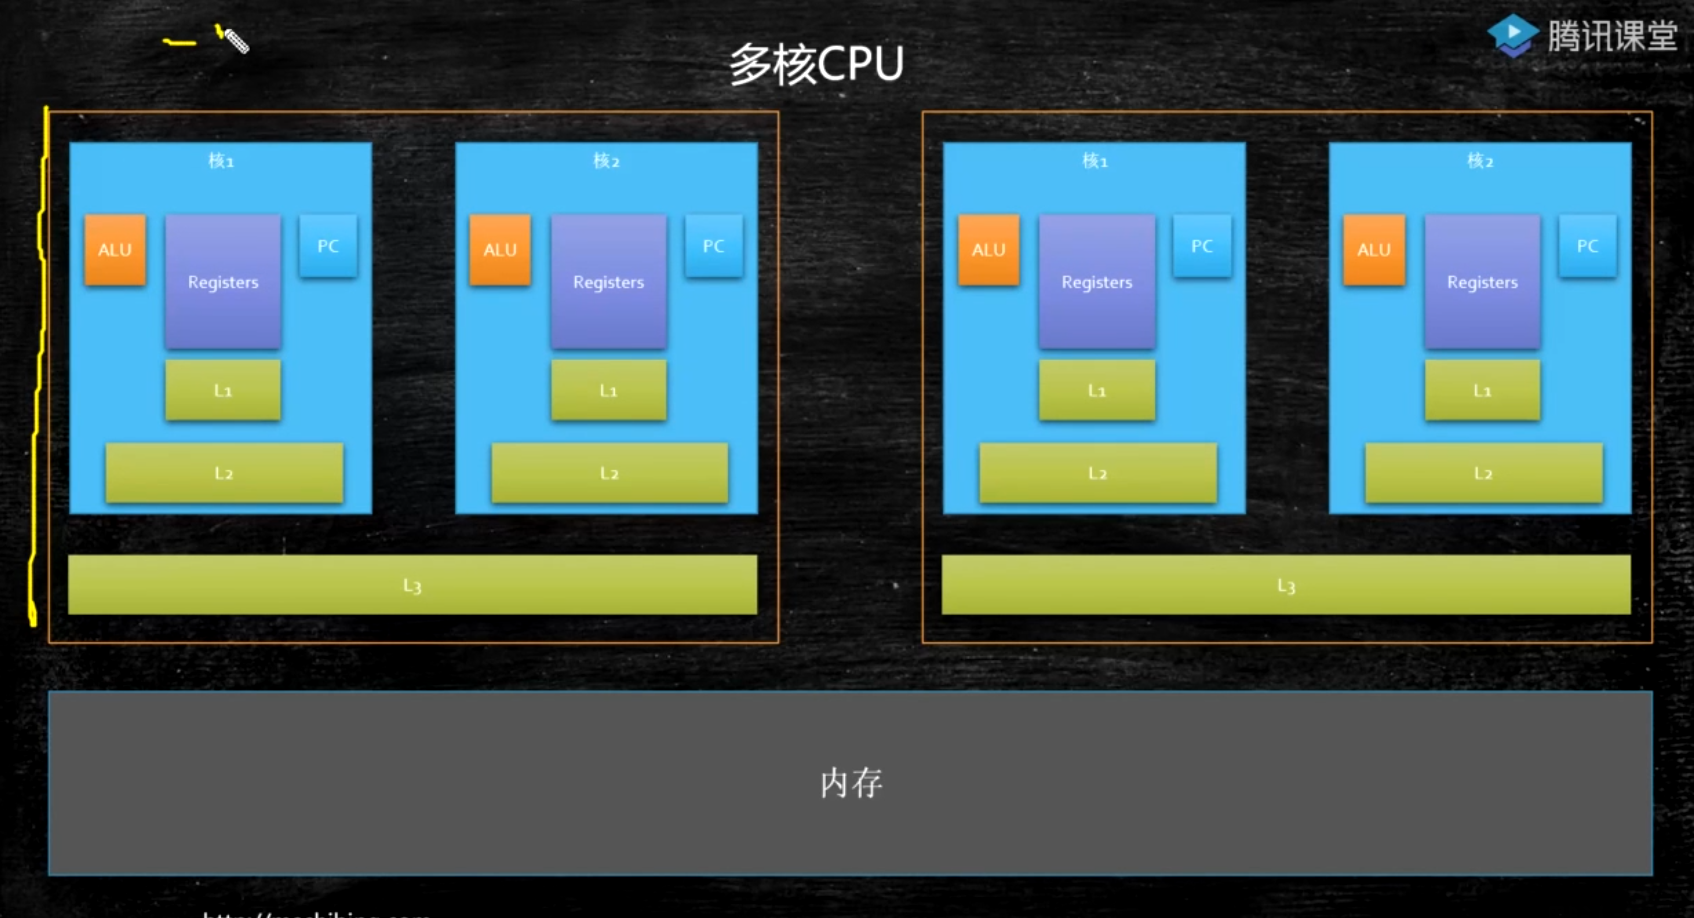 腾讯课堂
多核CPU
核1
ALU
Registers
PC
L1
L2
核2
ALU
Registers
PC
L1
L2
L3
核1
ALU
Registers
PC
L1
L2
核2
ALU
Registers
PC
L1
L2
L3
内存